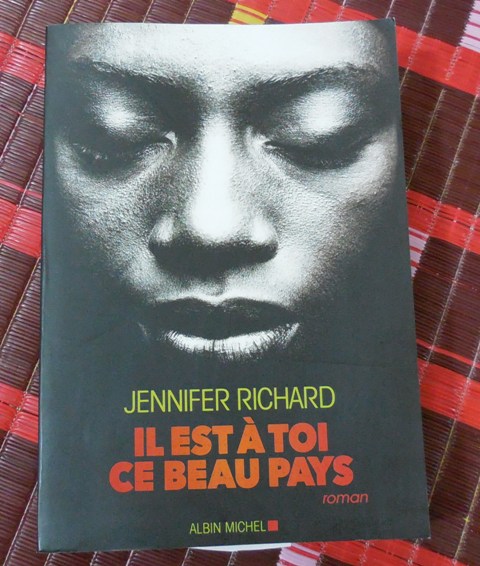 JENNIFER RICHARD
IL EST À TOI
CE BEAU PAYS
roman
ALBIN MICHEL